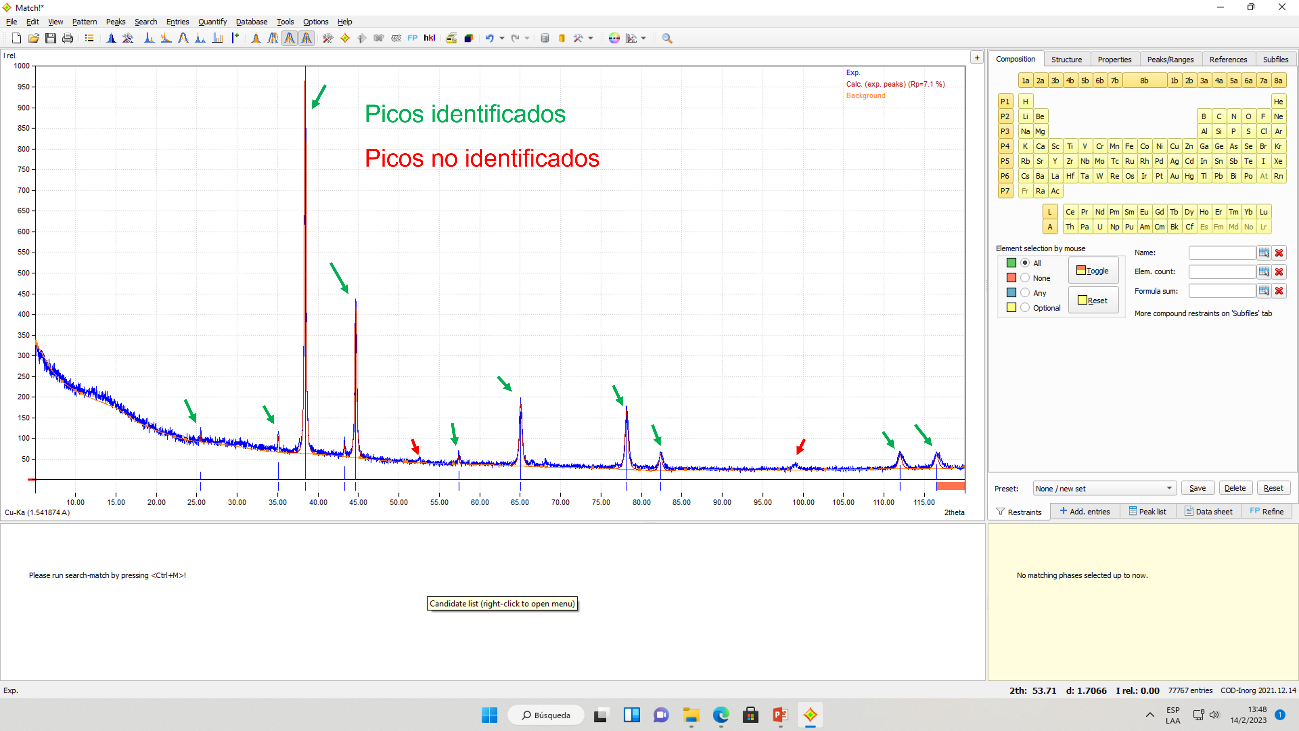 Match!*
File Edit View Pattern Peaks Search Entries Quantify Database Tools Options Help
FP hkl
I rel.
Exp.
Calc. (exp. peaks) (Rp=7.1 %)
Background
Picos identificados
Picos no identificados
1000
950
900
850
800
750
700
650
600
550
500
450
400
350
300
250
200
150
100
50
10.00 15.00 20.00 25.00 30.00 35.00 40.00 45.00 50.00 55.00 60.00 65.00 70.00 75.00 80.00 85.00 90.00 95.00 100.00 105.00 110.00 115.00
Cu-Ka (1.541874 A) 2theta
Composition Structure Properties Peaks/Ranges References Subfiles
1a 2a 3b 4b 5b 6b 7b 8b 1b 2b 3a 4a 5a 6a 7a 8a
P1 H He
P2 Li Be B C N O F Ne
P3 Na Mg Al Si P S Cl Ar
P4 K Ca Sc Ti V Cr Mn Fe Co Ni Cu Zn Ga Ge As Se Br Kr
P5 Rb Sr Y Zr Nb Mo Tc Ru Rh Pd Ag Cd In Sn Sb Te I Xe
P6 Cs Ba La Hf Ta W Re Os Ir Pt Au Hg Tl Pb Bi Po At Rn
P7 Fr Ra Ac
L Ce Pr Nd Pm Sm Eu Gd Tb Dy Ho Er Tm Yb Lu
A Th Pa U Np Pu Am Cm Bk Cf Es Fm Md No Lr
Element selection by mouse
All
None
Any
Optional
Toggle
Reset
Name:
Elem. count:
Formula sum:
More compound restraints on 'Subfiles' tab
Preset: None / new set Save Delete Reset
Restraints Add. entries Peak list Data sheet FP Refine
Please run search-match by pressing <Ctrl+M>!
Candidate list (right-click to open menu)
No matching phases selected up to now.
Exp. 2th: 53.71 d: 1.7066 I rel.: 0.00 77767 entries COD-Inorg 2021.12.14
Búsqueda
ESP
LAA
13:48
14/2/2023
1